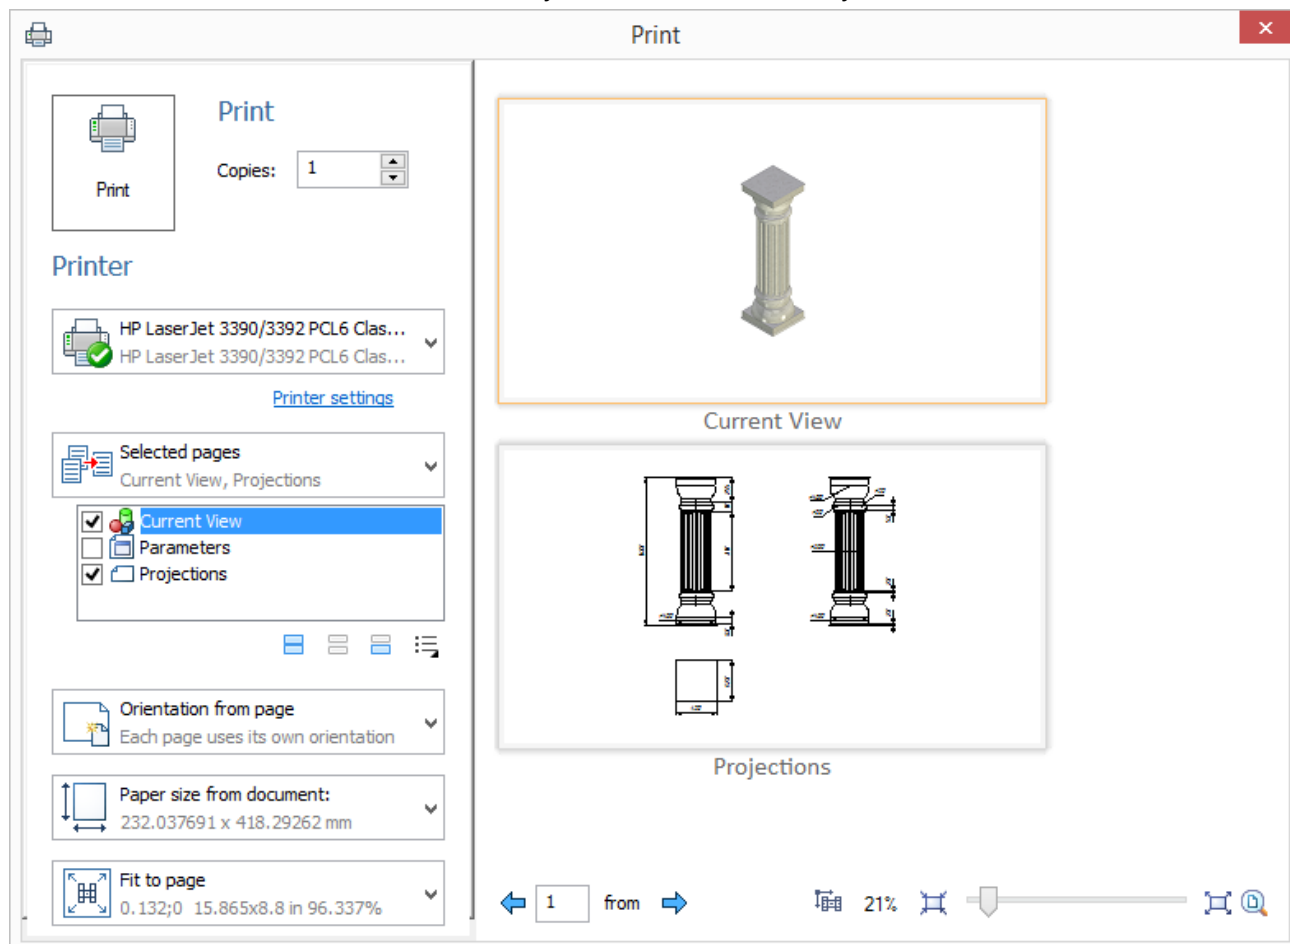 Print
Print
Print
Copies:
1
Printer
HP LaserJet 3390/3392 PCL6 Clas...
HP LaserJet 3390/3392 PCL6 Clas...
Printer settings
Selected pages
Current View, Projections
Current View
Parameters
Projections
Orientation from page
Each page uses its own orientation
Paper size from document:
232.037691 x 418.29262 mm
Fit to page
0.132;0 15.865x8.8 in 96.337%
Current View
Projections
1
from
21%